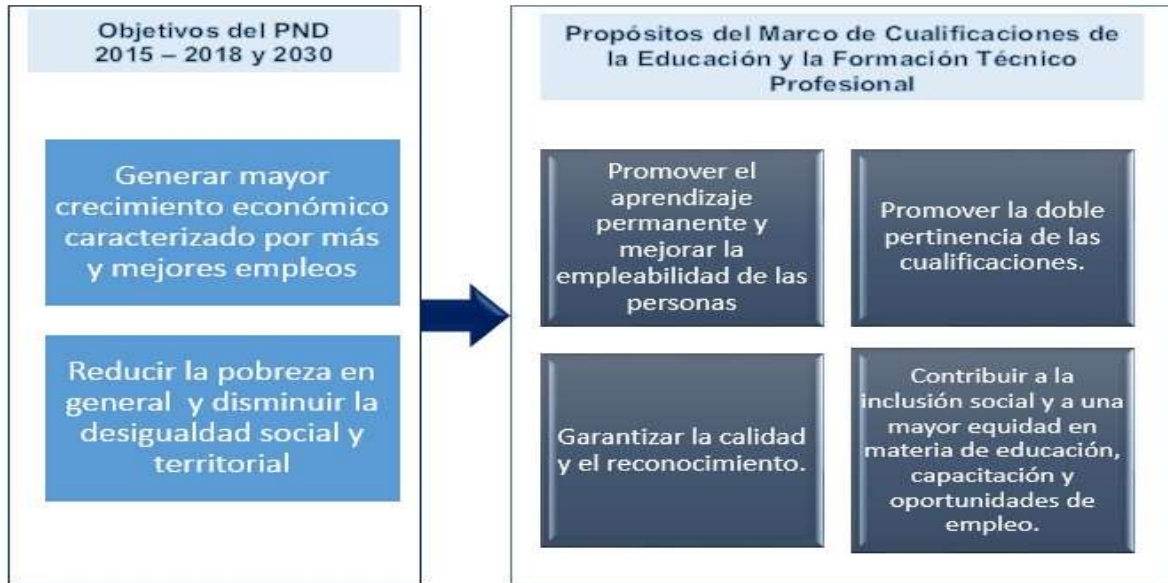 Objetivos del PND
2015 – 2018 y 2030
Generar mayor
crecimiento económico
caracterizado por más
y mejores empleos
Reducir la pobreza en
general y disminuir la
desigualdad social y
territorial
Propósitos del Marco de Cualificaciones de
la Educación y la Formación Técnico
Profesional
Promover el
aprendizaje
permanente y
mejorar la
empleabilidad de las
personas
Promover la doble
pertinencia de las
cualificaciones.
Garantizar la calidad
y el reconocimiento.
Contribuir a la
inclusión social y a una
mayor equidad en
materia de educación,
capacitación y
oportunidades de
empleo.